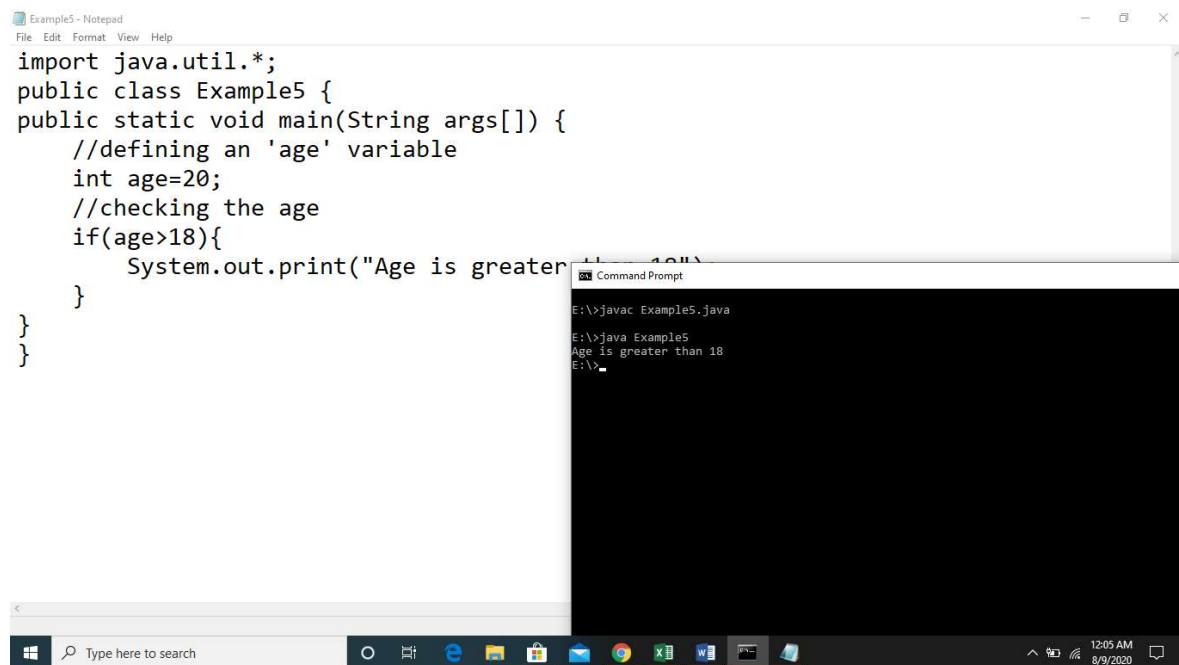 Example5 - Notepad
File Edit Format View Help
import java.util.*;
public class Example5 {
public static void main(String args[]) {
//defining an 'age' variable
int age=20;
//checking the age
if(age>18){
System.out.print("Age is greater than 18");
}
}
}
Command Prompt
E:\>javac Example5.java
E:\>java Example5
Age is greater than 18
E:\>
Type here to search
12:05 AM
8/9/2020